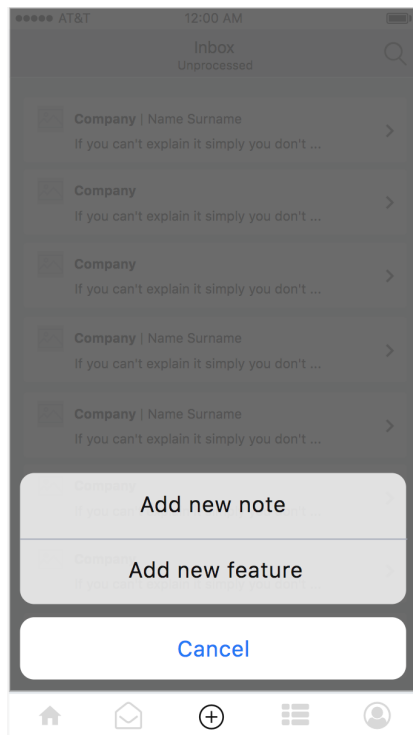 AT&T 12:00 AM
Inbox
Unprocessed
Company | Name Surname
If you can't explain it simply you don't ...
Company
If you can't explain it simply you don't ...
Company
If you can't explain it simply you don't ...
Company | Name Surname
If you can't explain it simply you don't ...
Company | Name Surname
If you can't explain it simply you don't ...
Company
Add new note
Company
Add new feature
Cancel